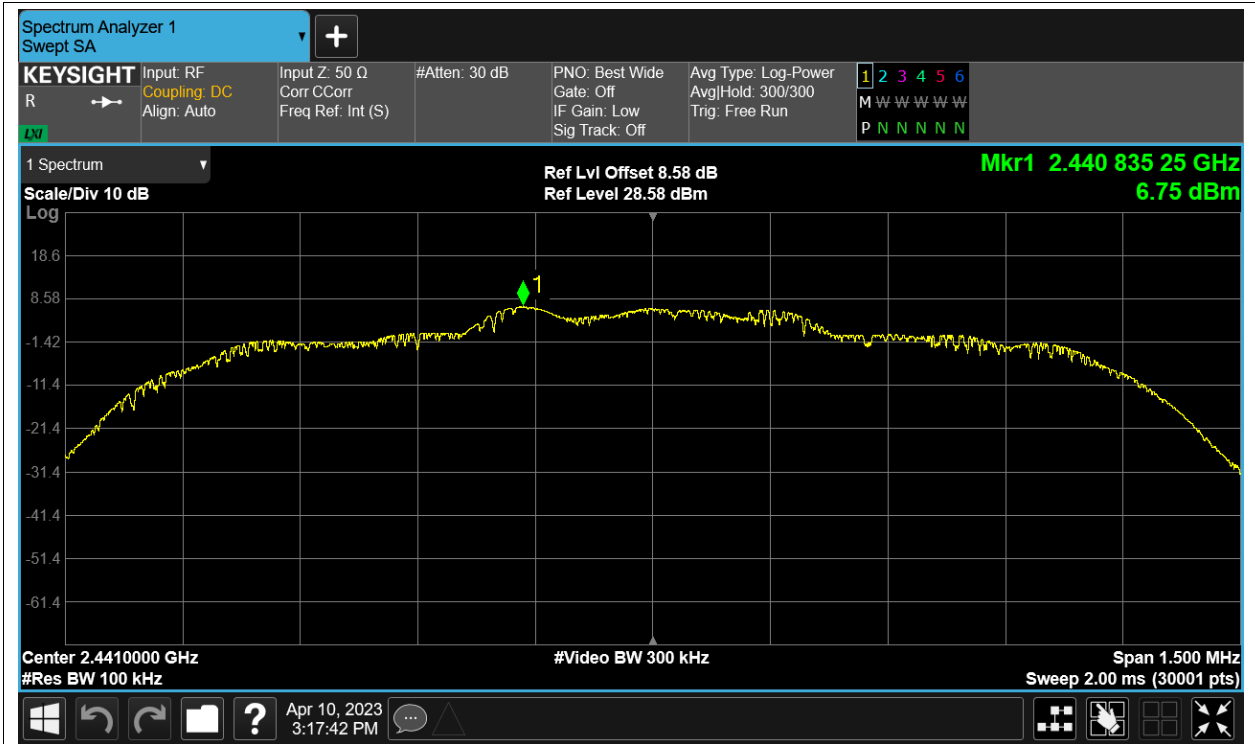 Spectrum Analyzer 1
Swept SA
+
KEYSIGHT
R
LXI
Input: RF
Coupling: DC
Align: Auto
Input Z: 50 Ω
Corr CCorr
Freq Ref: Int (S)
#Atten: 30 dB
PNO: Best Wide
Gate: Off
IF Gain: Low
Sig Track: Off
Avg Type: Log-Power
Avg|Hold: 300/300
Trig: Free Run
1 2 3 4 5 6
M W W W W W
P N N N N N
1 Spectrum
Scale/Div 10 dB
Log
Ref Lvl Offset 8.58 dB
Ref Level 28.58 dBm
Mkr1 2.440 835 25 GHz
6.75 dBm
18.6
8.58
-1.42
-11.4
-21.4
-31.4
-41.4
-51.4
-61.4
1
Center 2.4410000 GHz
#Res BW 100 kHz
#Video BW 300 kHz
Span 1.500 MHz
Sweep 2.00 ms (30001 pts)
?
Apr 10, 2023
3:17:42 PM